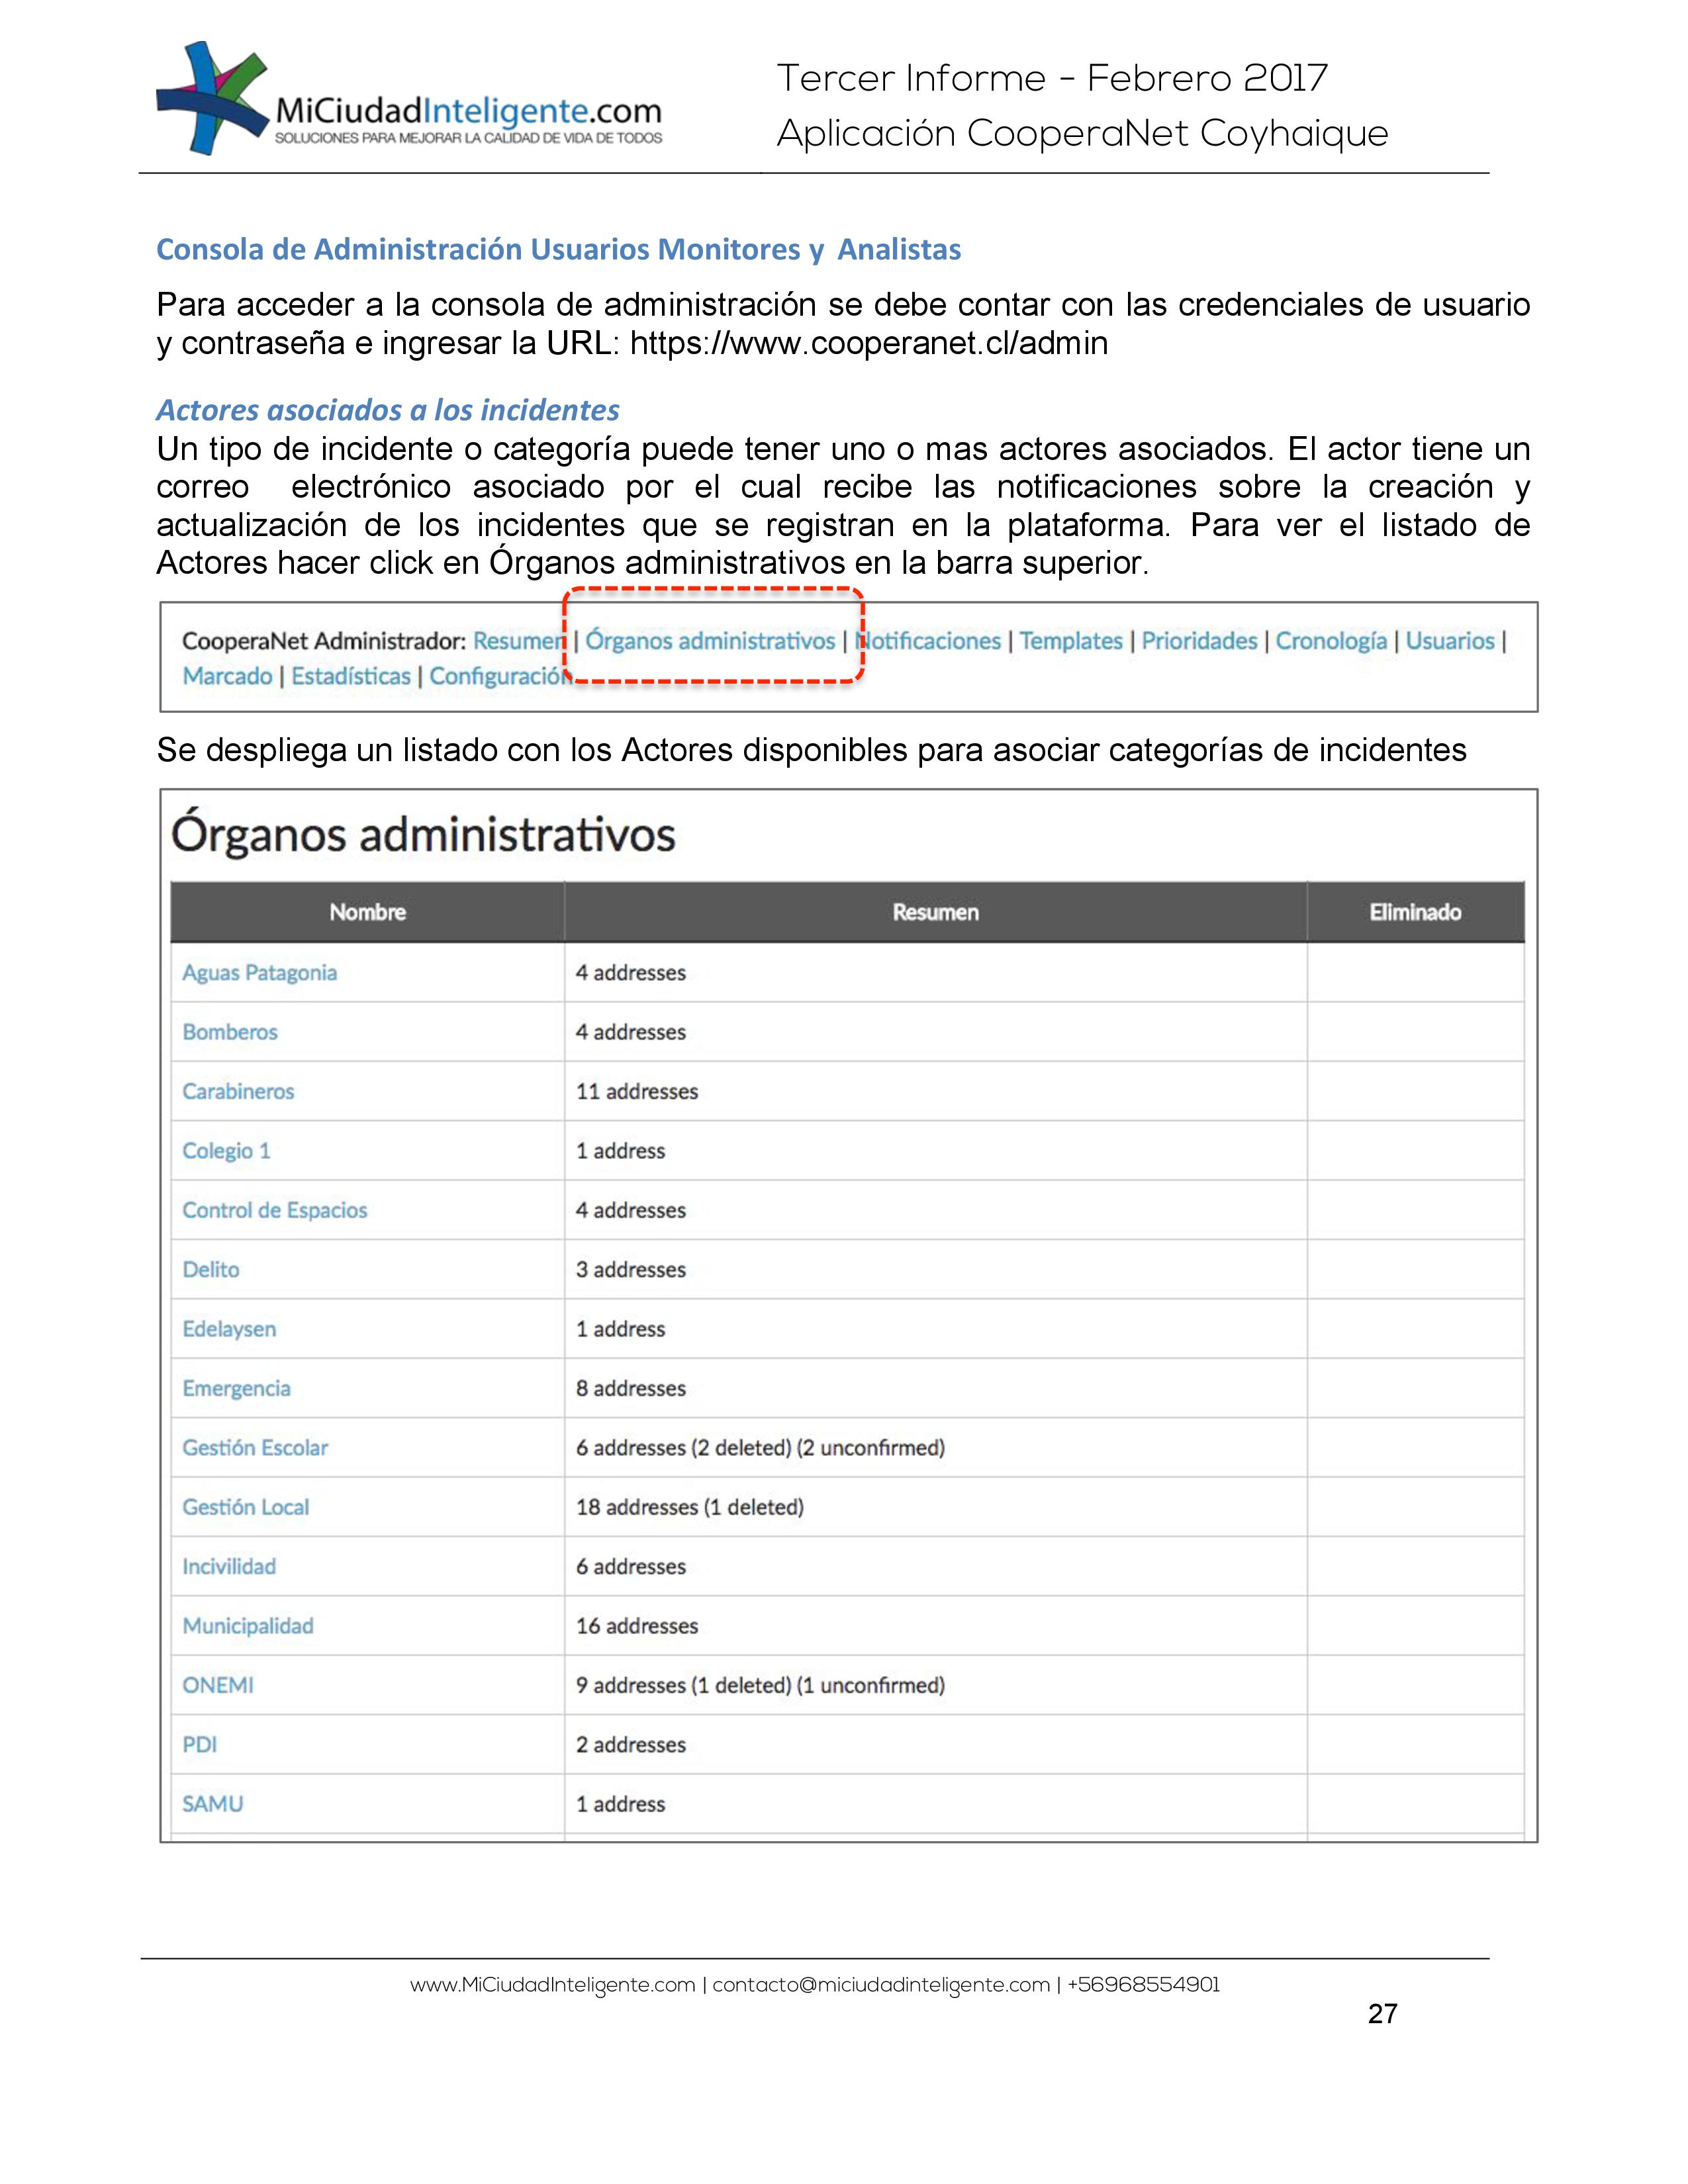 MiCiudadInteligente.com
SOLUCIONES PARA MEJORAR LA CALIDAD DE VIDA DE TODOS
Tercer Informe - Febrero 2017
Aplicación CooperaNet Coyhaique
Consola de Administración Usuarios Monitores y Analistas
Para acceder a la consola de administración se debe contar con las credenciales de usuario
y contraseña e ingresar la URL: https://www.cooperanet.cl/admin
Actores asociados a los incidentes
Un tipo de incidente o categoría puede tener uno o mas actores asociados. El actor tiene un
correo electrónico asociado por el cual recibe las notificaciones sobre la creación y
actualización de los incidentes que se registran en la plataforma. Para ver el listado de
Actores hacer click en Órganos administrativos en la barra superior.
CooperaNet Administrador: Resumen | Órganos administrativos | Notificaciones | Templates | Prioridades | Cronología | Usuarios |
Marcado | Estadísticas | Configuración
Se despliega un listado con los Actores disponibles para asociar categorías de incidentes
Órganos administrativos
Nombre Resumen Eliminado
Aguas Patagonia 4 addresses
Bomberos 4 addresses
Carabineros 11 addresses
Colegio 1 1 address
Control de Espacios 4 addresses
Delito 3 addresses
Edelaysen 1 address
Emergencia 8 addresses
Gestión Escolar 6 addresses (2 deleted) (2 unconfirmed)
Gestión Local 18 addresses (1 deleted)
Incivilidad 6 addresses
Municipalidad 16 addresses
ONEMI 9 addresses (1 deleted) (1 unconfirmed)
PDI 2 addresses
SAMU 1 address
www.MiCiudadInteligente.com | contacto@miciudadinteligente.com | +56968554901
27